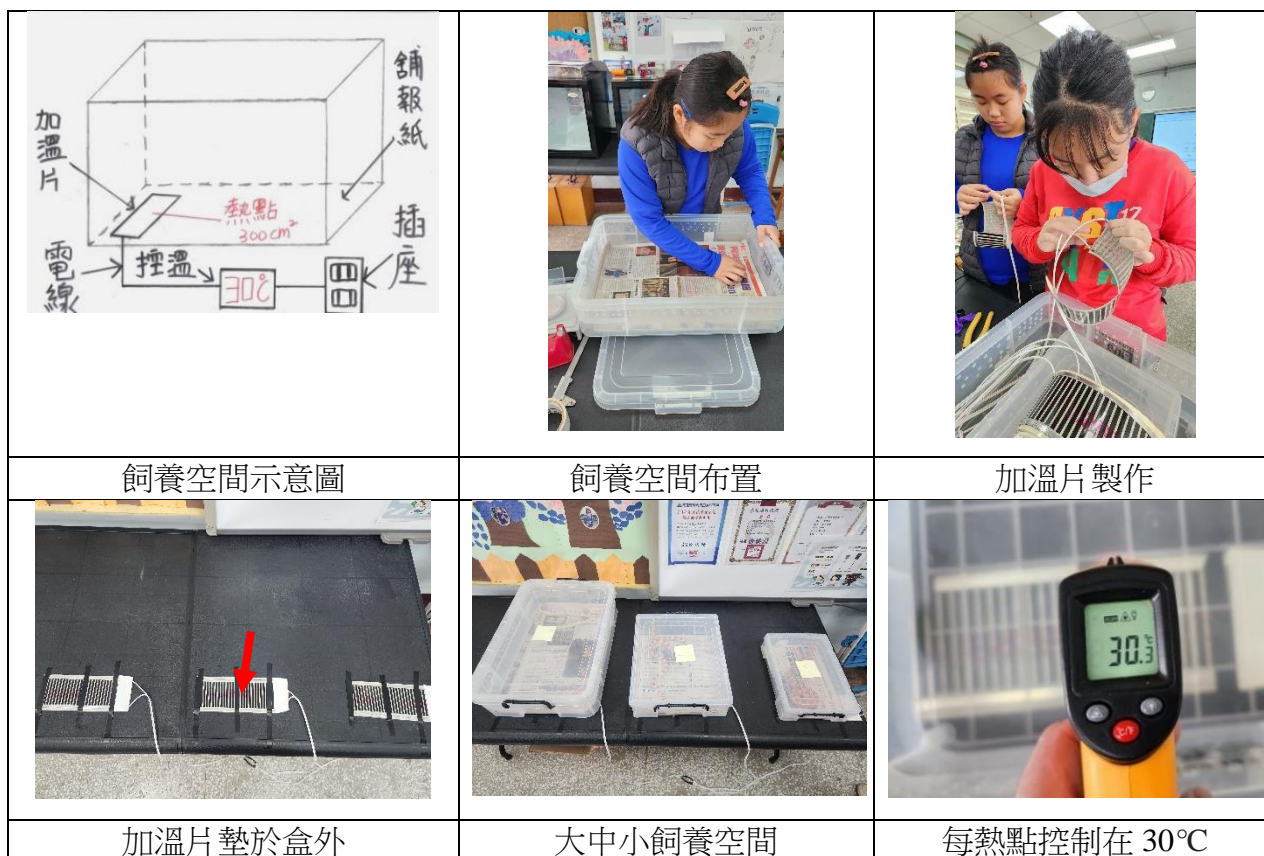 舖報紙
加溫片
熱點
300cm²
插座
電線
控溫
30℃
飼養空間示意圖
飼養空間布置
加溫片製作
30.3
℃
加溫片墊於盒外
大中小飼養空間
每熱點控制在 30℃